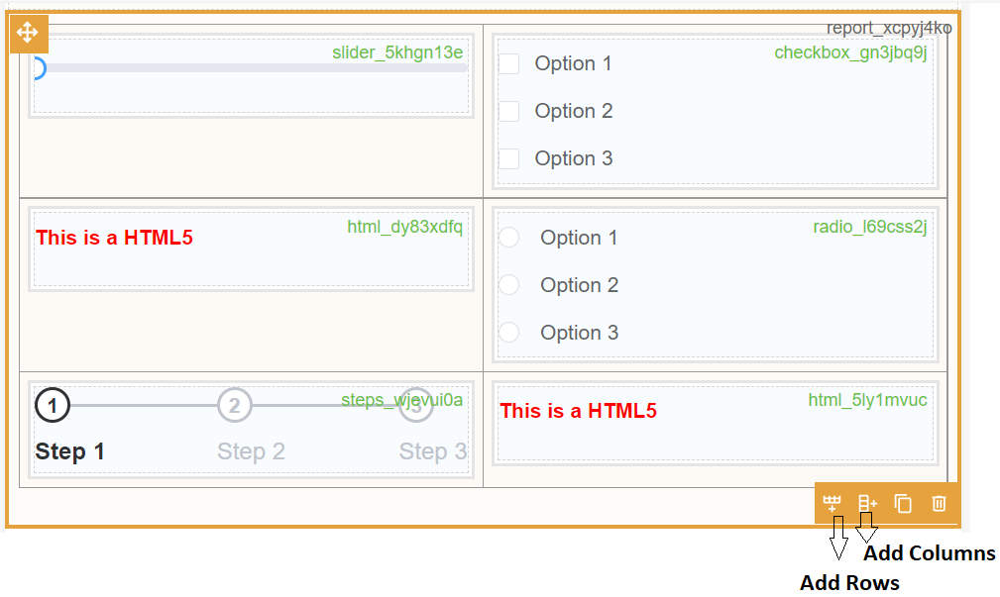 report_xcpyj4ko
slider_5khgn13e
checkbox_gn3jbq9j
Option 1
Option 2
Option 3
html_dy83xdfq
This is a HTML5
radio_l69css2j
Option 1
Option 2
Option 3
1 2 3
steps_wjevui0a
Step 1 Step 2 Step 3
html_5ly1mvuc
This is a HTML5
Add Columns
Add Rows